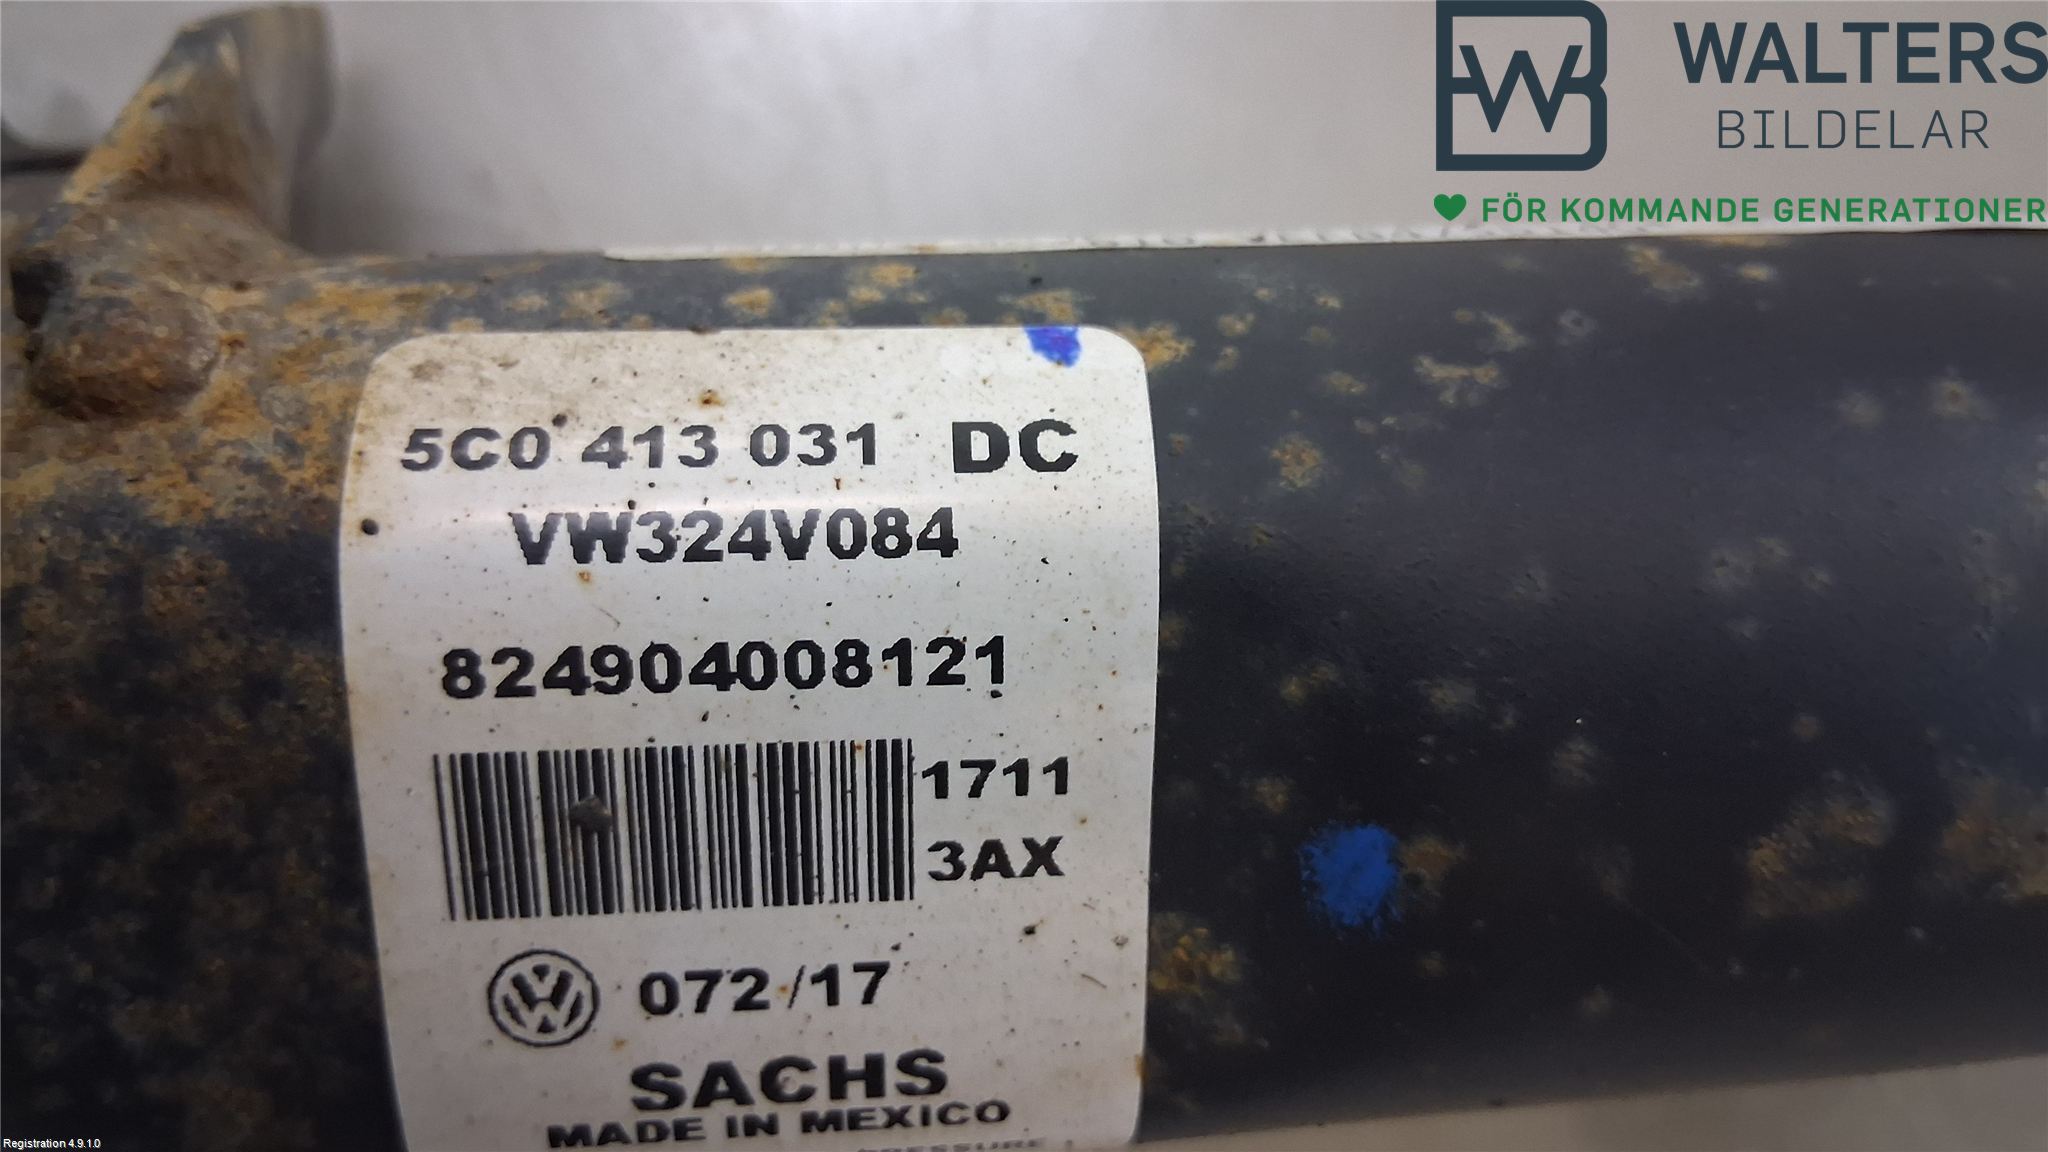 WALTERS
BILDELAR
FÖR KOMMANDE GENERATIONER
5C0 413 031 DC
VW324V084
824904008121
1711
3AX
072/17
SACHS
MADE IN MEXICO
PRESSURE
Registration 4.9.1.0